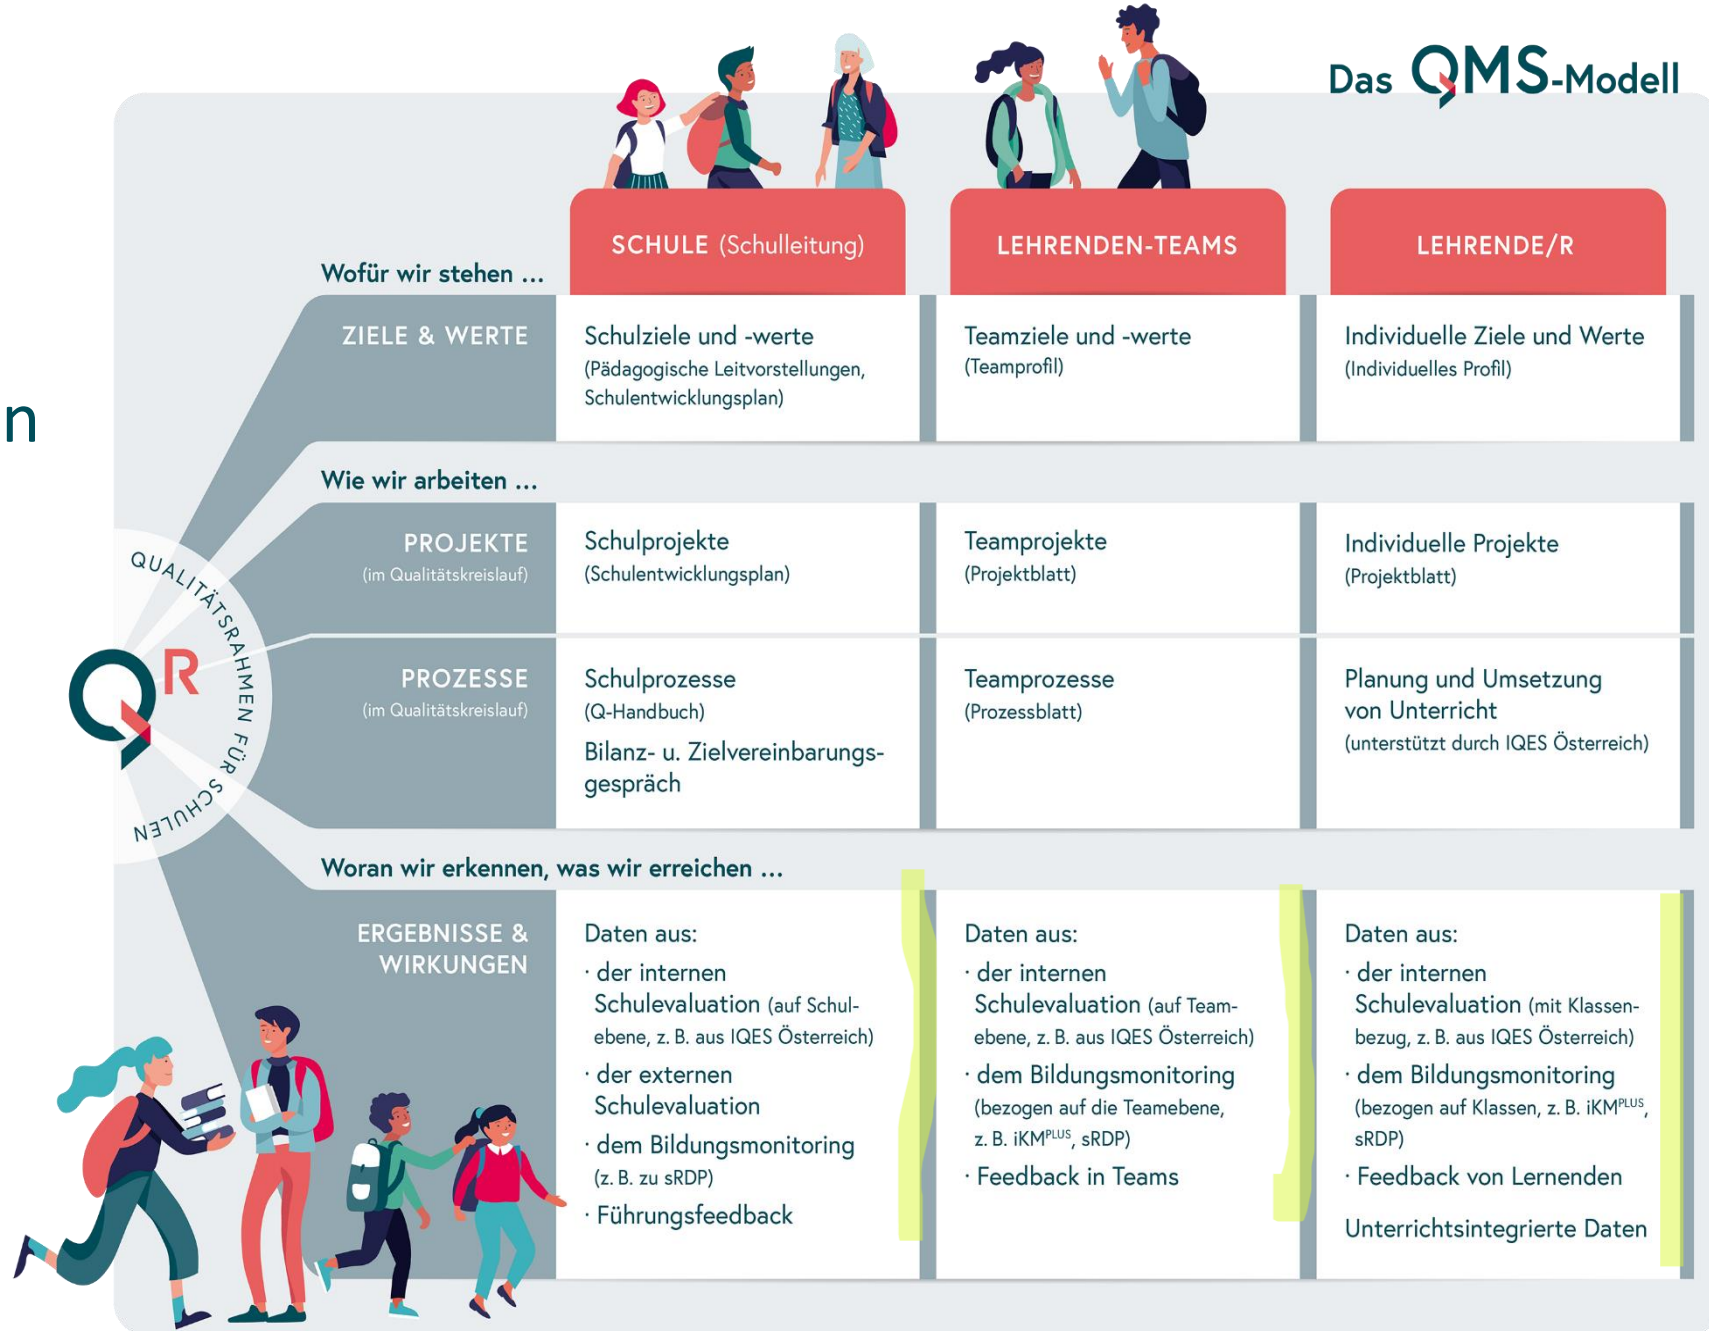 Das QMS-Modell
SCHULE (Schulleitung)
LEHRENDEN-TEAMS
LEHRENDE/R
Wofür wir stehen ...
ZIELE & WERTE
Schulziele und -werte
(Pädagogische Leitvorstellungen,
Schulentwicklungsplan)
Teamziele und -werte
(Teamprofil)
Individuelle Ziele und Werte
(Individuelles Profil)
n
Wie wir arbeiten ...
PROJEKTE
(im Qualitätskreislauf)
Schulprojekte
(Schulentwicklungsplan)
Teamprojekte
(Projektblatt)
Individuelle Projekte
(Projektblatt)
QUALITÄTSRAHMEN FÜR SCHULEN
QR
PROZESSE
(im Qualitätskreislauf)
Schulprozesse
(Q-Handbuch)
Bilanz- u. Zielvereinbarungs-
gespräch
Teamprozesse
(Prozessblatt)
Planung und Umsetzung
von Unterricht
(unterstützt durch IQES Österreich)
Woran wir erkennen, was wir erreichen ...
ERGEBNISSE &
WIRKUNGEN
Daten aus:
· der internen
Schulevaluation (auf Schul-
ebene, z. B. aus IQES Österreich)
· der externen
Schulevaluation
· dem Bildungsmonitoring
(z. B. zu sRDP)
· Führungsfeedback
Daten aus:
· der internen
Schulevaluation (auf Team-
ebene, z. B. aus IQES Österreich)
· dem Bildungsmonitoring
(bezogen auf die Teamebene,
z. B. iKMPLUS, sRDP)
· Feedback in Teams
Daten aus:
· der internen
Schulevaluation (mit Klassen-
bezug, z. B. aus IQES Österreich)
· dem Bildungsmonitoring
(bezogen auf Klassen, z. B. iKMPLUS,
sRDP)
· Feedback von Lernenden
Unterrichtsintegrierte Daten